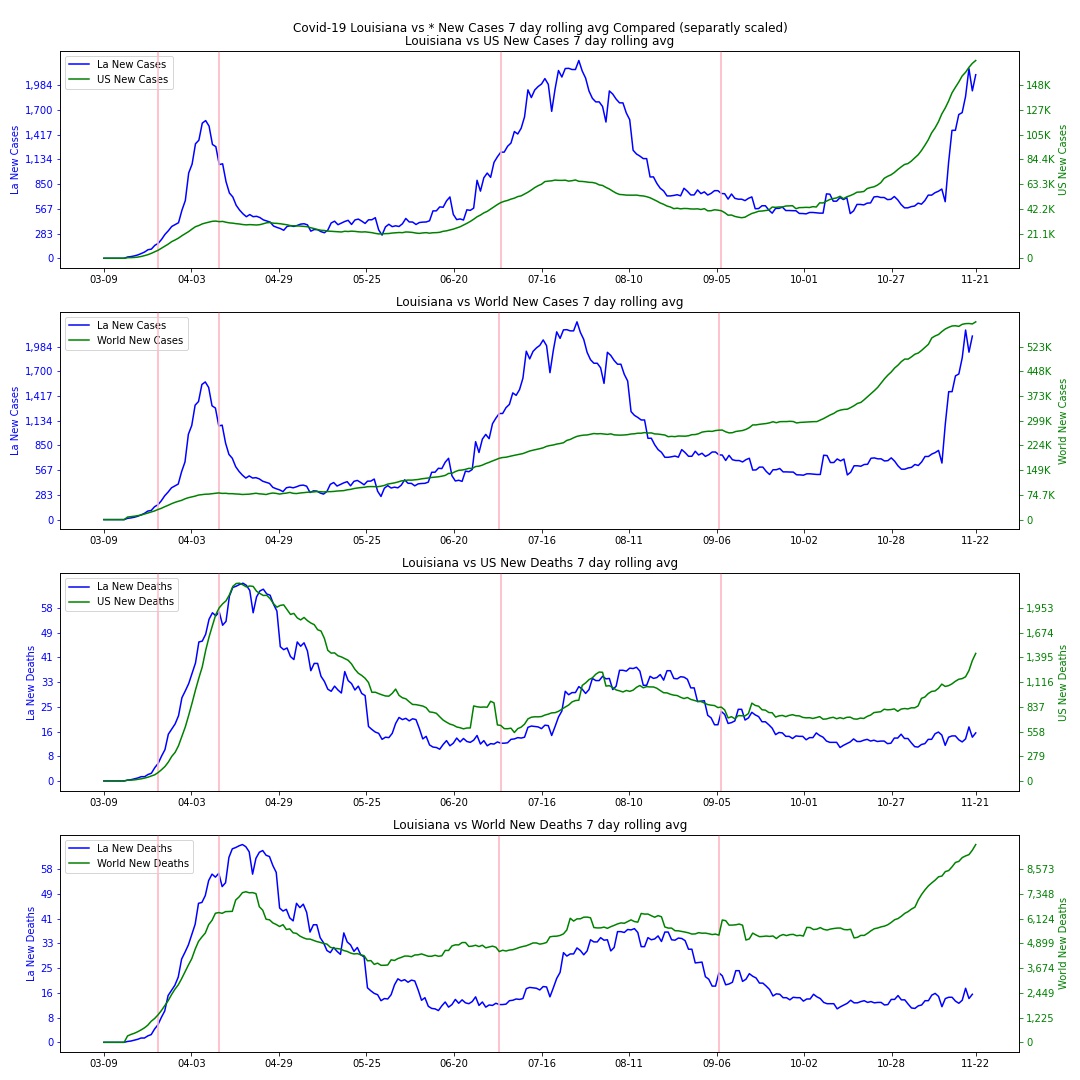 Covid-19 Louisiana vs * New Cases 7 day rolling avg Compared (separatly scaled)
Louisiana vs US New Cases 7 day rolling avg
La New Cases
US New Cases
1,984
1,700
1,417
1,134
850
567
283
0
La New Cases
148K
127K
105K
84.4K
63.3K
42.2K
21.1K
0
US New Cases
03-09 04-03 04-29 05-25 06-20 07-16 08-11 09-06 10-01 10-27 11-21
Louisiana vs World New Cases 7 day rolling avg
La New Cases
World New Cases
1,984
1,700
1,417
1,134
850
567
283
0
La New Cases
523K
448K
373K
299K
224K
149K
74.7K
0
World New Cases
03-09 04-03 04-29 05-25 06-20 07-16 08-11 09-06 10-02 10-28 11-22
Louisiana vs US New Deaths 7 day rolling avg
La New Deaths
US New Deaths
58
49
41
33
25
16
8
0
La New Deaths
1,953
1,674
1,395
1,116
837
558
279
0
US New Deaths
03-09 04-03 04-29 05-25 06-20 07-16 08-10 09-05 10-01 10-27 11-21
Louisiana vs World New Deaths 7 day rolling avg
La New Deaths
World New Deaths
58
49
41
33
25
16
8
0
La New Deaths
8,573
7,348
6,124
4,899
3,674
2,449
1,225
0
World New Deaths
03-09 04-03 04-29 05-25 06-20 07-16 08-11 09-06 10-02 10-28 11-22